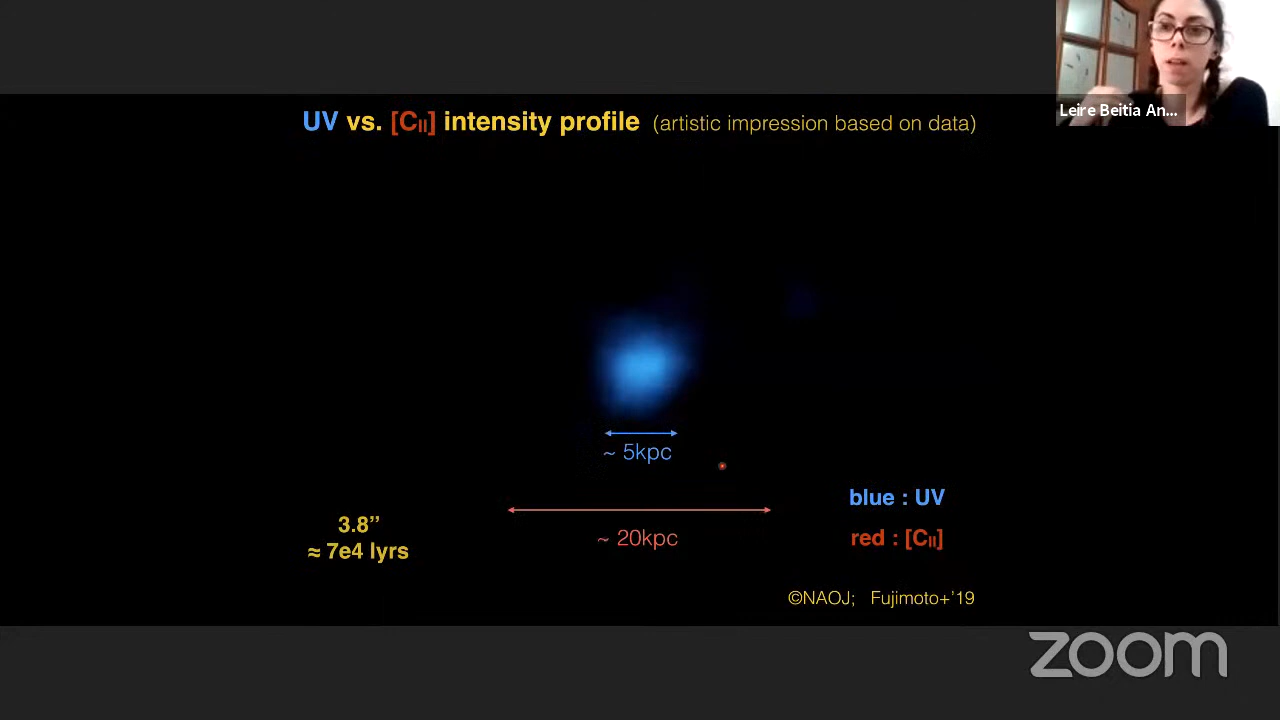 Leire Beitia An...
UV vs. [CII] intensity profile (artistic impression based on data)
~ 5kpc
~ 20kpc
3.8”
≈ 7e4 lyrs
blue : UV
red : [CII]
©NAOJ; Fujimoto+’19
zoom